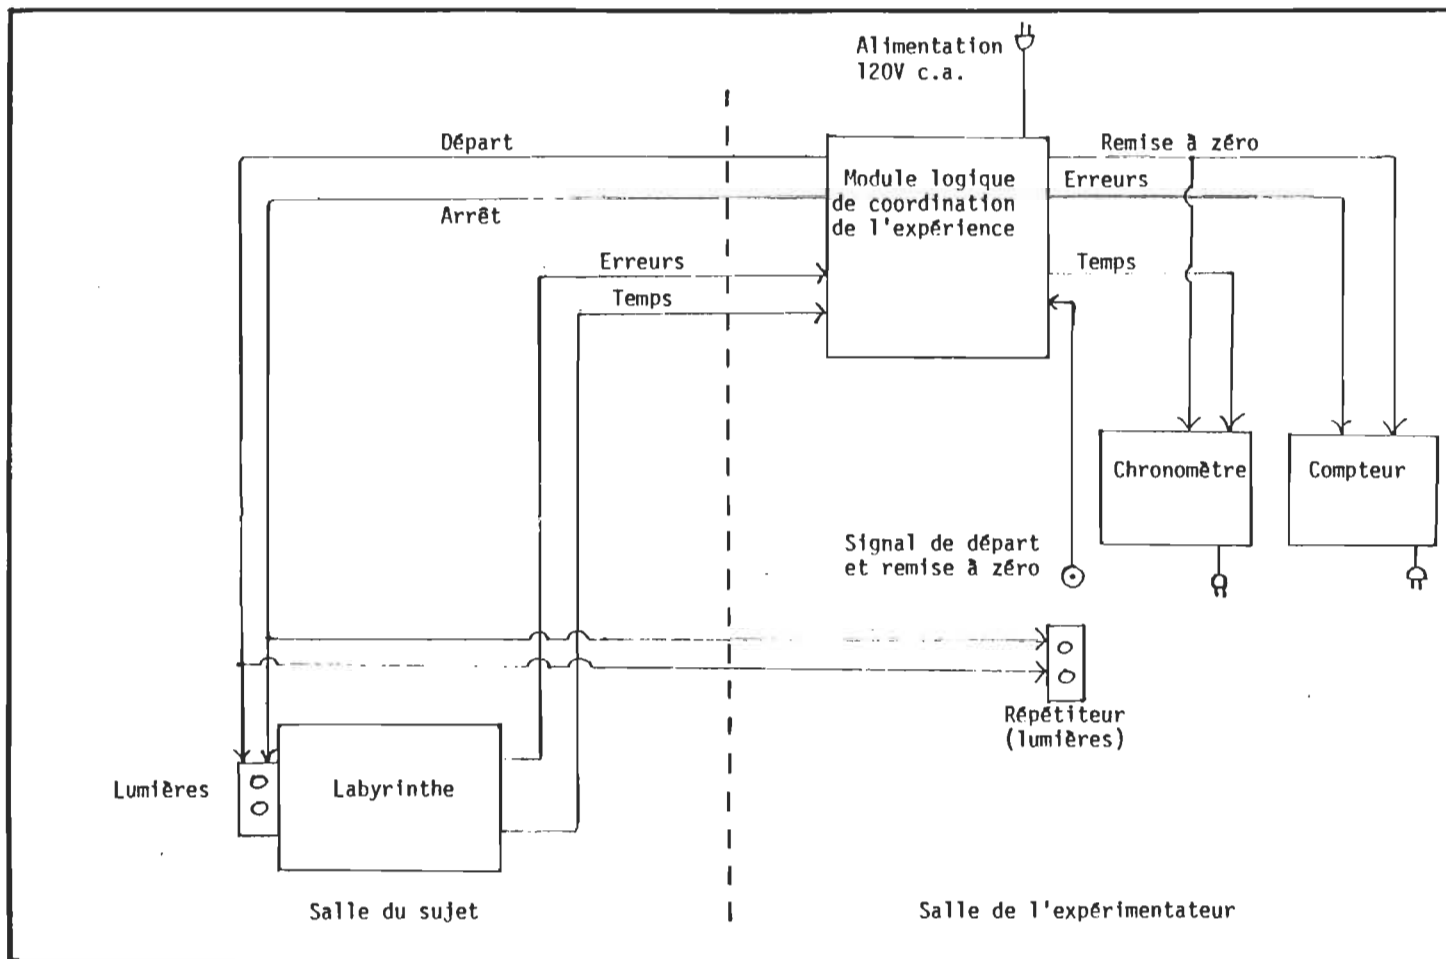 Alimentation
120V c.a.
Départ
Remise à zéro
Module logique
de coordination
de l'expérience
Erreurs
Arrêt
Erreurs
Temps
Temps
Chronomètre
Compteur
Signal de départ
et remise à zéro
Répétiteur
(lumières)
Lumières
Labyrinthe
Salle du sujet
Salle de l'expérimentateur